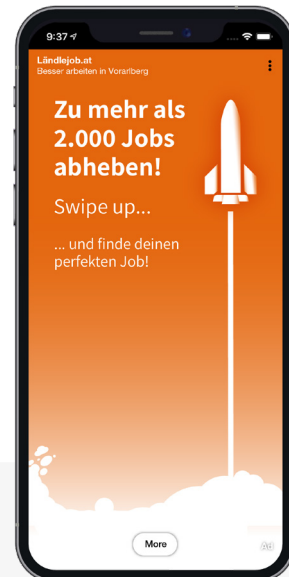 9:37
Ländlejob.at
Besser arbeiten in Vorarlberg
Zu mehr als
2.000 Jobs
abheben!
Swipe up...
... und finde deinen
perfekten Job!
More
Ad